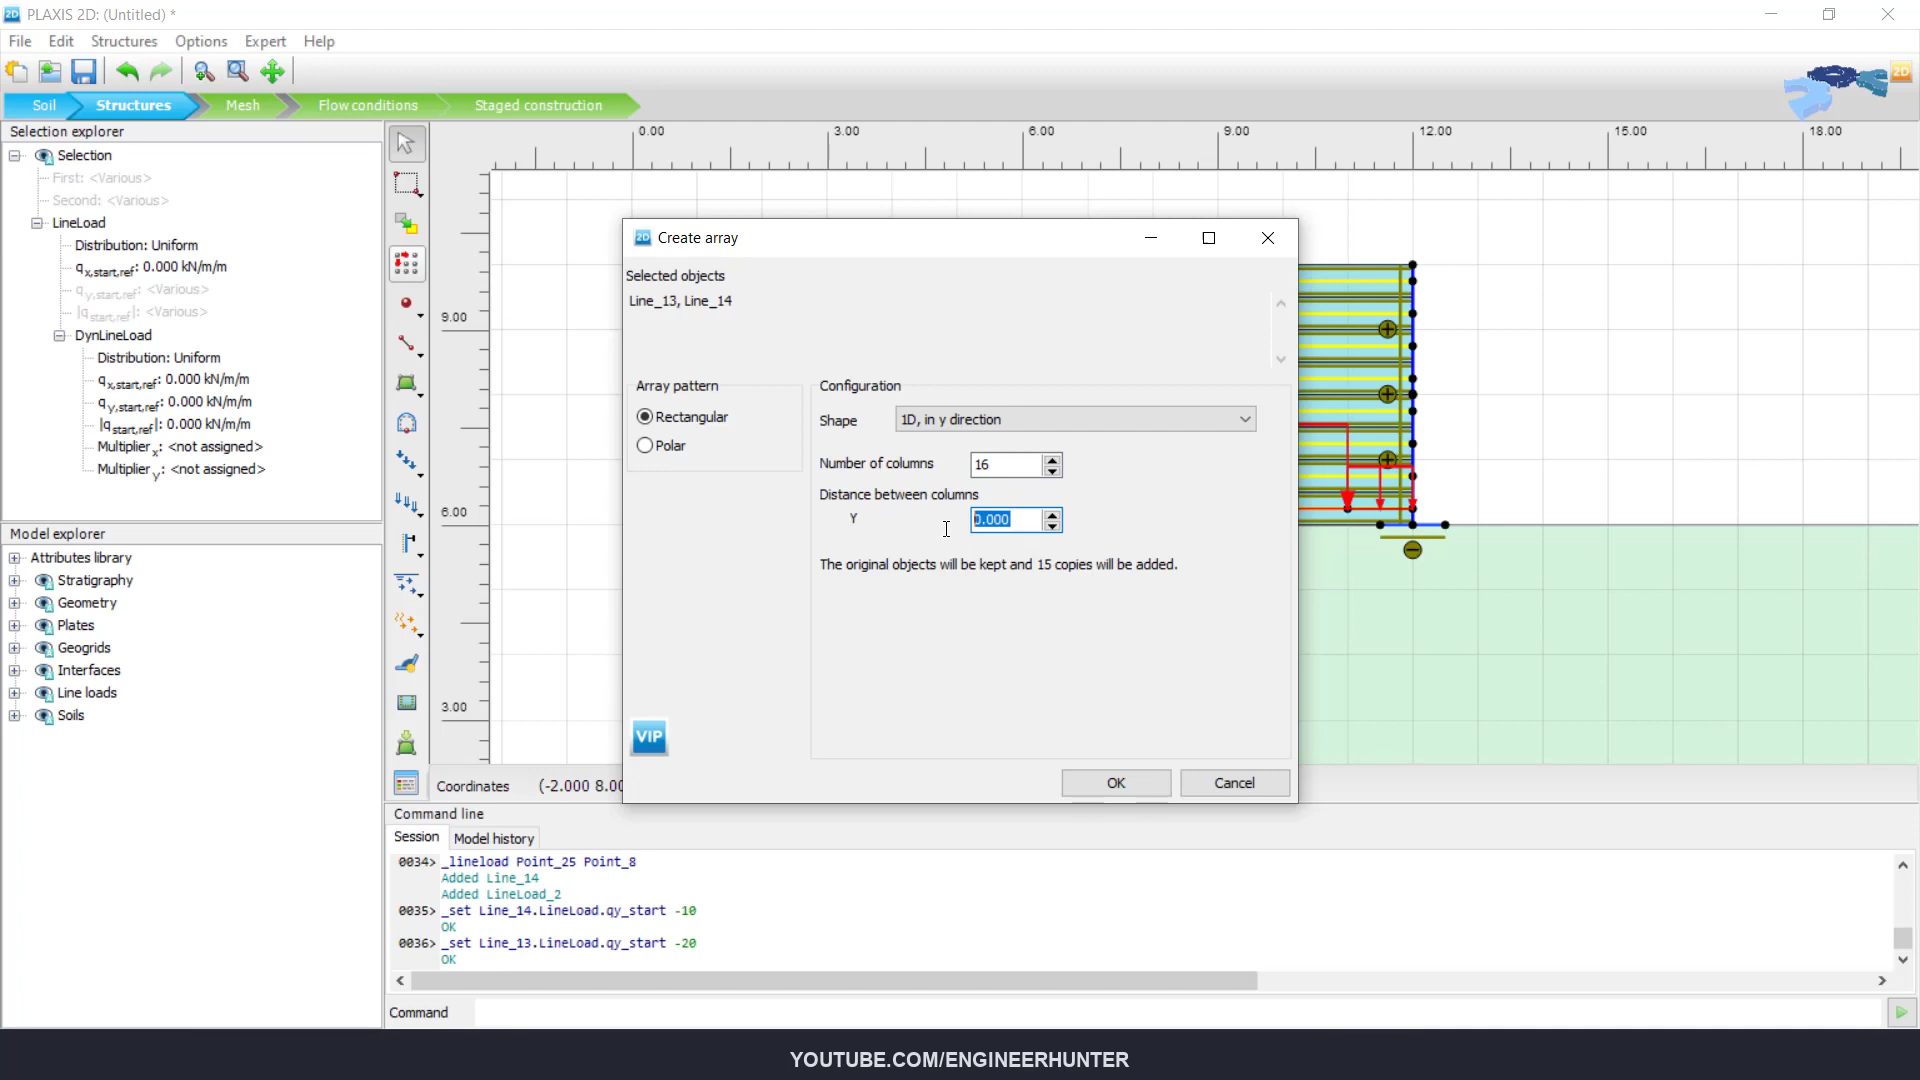 PLAXIS 2D: (Untitled) *
File Edit Structures Options Expert Help
Soil Structures Mesh Flow conditions Staged construction
Selection explorer
Selection
First: <Various>
Second: <Various>
LineLoad
Distribution: Uniform
qx,start,ref: 0.000 kN/m/m
qy,start,ref: <Various>
|qstart,ref|: <Various>
DynLineLoad
Distribution: Uniform
qx,start,ref: 0.000 kN/m/m
qy,start,ref: 0.000 kN/m/m
|qstart,ref|: 0.000 kN/m/m
Multiplier x: <not assigned>
Multiplier y: <not assigned>
Model explorer
Attributes library
Stratigraphy
Geometry
Plates
Geogrids
Interfaces
Line loads
Soils
0.00 3.00 6.00 9.00 12.00 15.00 18.00
9.00
6.00
3.00
2D Create array
Selected objects
Line_13, Line_14
Array pattern
Rectangular
Polar
Configuration
Shape 1D, in y direction
Number of columns 16
Distance between columns
Y 0.000
The original objects will be kept and 15 copies will be added.
VIP
OK Cancel
Coordinates (-2.000 8.00
Command line
Session Model history
0034> _lineload Point_25 Point_8
Added Line_14
Added LineLoad_2
0035> _set Line_14.LineLoad.qy_start -10
OK
0036> _set Line_13.LineLoad.qy_start -20
OK
Command
YOUTUBE.COM/ENGINEERHUNTER